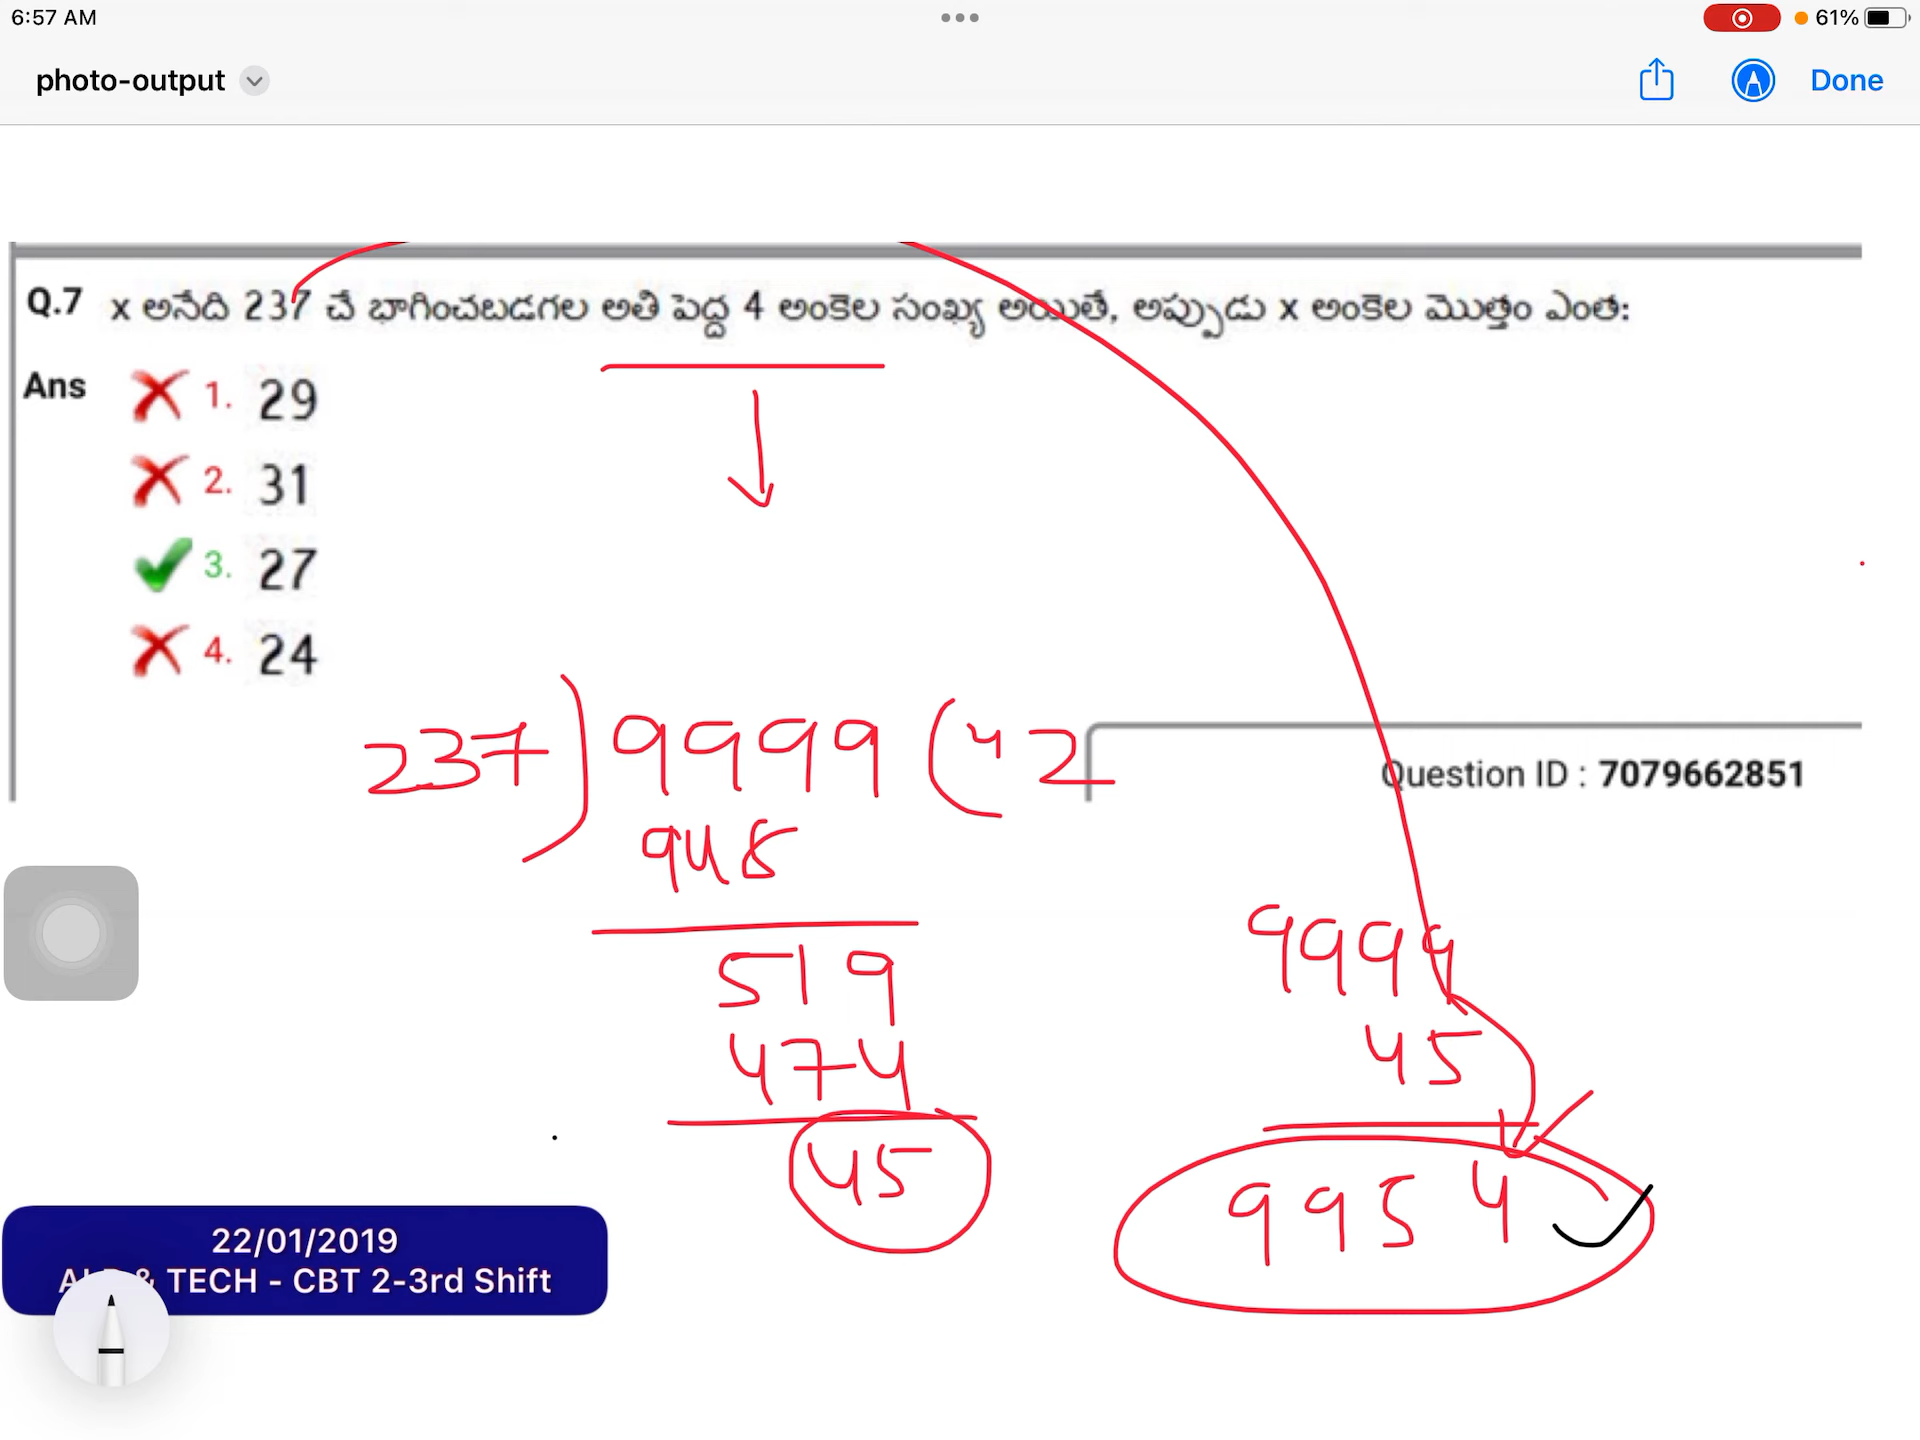 6:57 AM
61%
photo-output
Done
Q.7 x అనేది 237 చే భాగించబడగల అతి పెద్ద 4 అంకెల సంఖ్య అయితే, అప్పుడు x అంకెల మొత్తం ఎంత:
Ans 1. 29
2. 31
3. 27
4. 24
237) 9999 (42
Question ID : 7079662851
948
519
474
45
9999
45
9954
22/01/2019
& TECH - CBT 2-3rd Shift